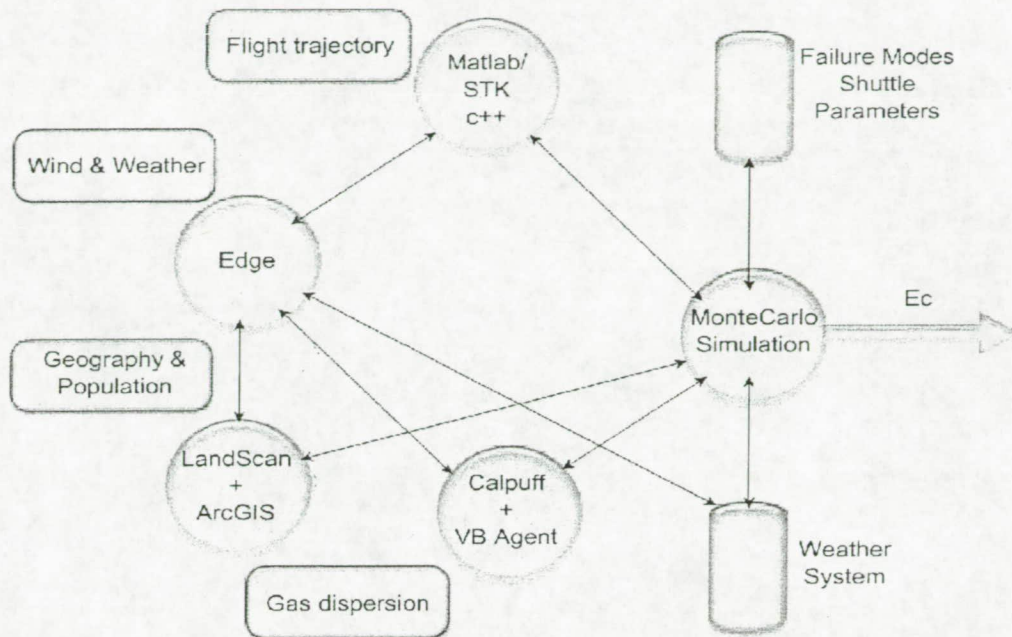 Flight trajectory
Matlab/
STK
c++
Failure Modes
Shuttle
Parameters
Wind & Weather
Edge
Ec
MonteCarlo
Simulation
Geography &
Population
LandScan
+
ArcGIS
Calpuff
+
VB Agent
Weather
System
Gas dispersion